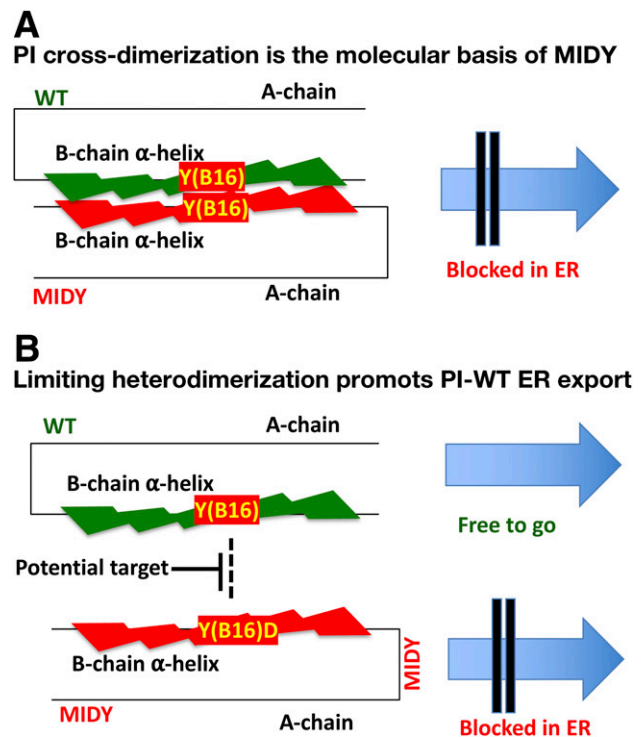 A
PI cross-dimerization is the molecular basis of MIDY
WT
A-chain
B-chain α-helix
Y(B16)
Y(B16)
B-chain α-helix
MIDY
A-chain
Blocked in ER
B
Limiting heterodimerization promots PI-WT ER export
WT
A-chain
B-chain α-helix
Y(B16)
Free to go
Potential target
Y(B16)D
B-chain α-helix
MIDY
MIDY
A-chain
Blocked in ER